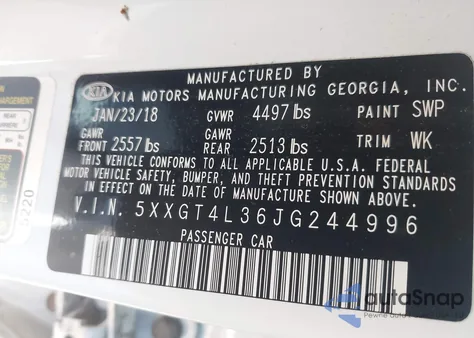 MANUFACTURED BY
KIA KIA MOTORS MANUFACTURING GEORGIA, INC.
JAN/23/18 GVWR 4497 lbs PAINT SWP
GAWR FRONT 2557 lbs GAWR REAR 2513 lbs TRIM WK
THIS VEHICLE CONFORMS TO ALL APPLICABLE U.S.A. FEDERAL
MOTOR VEHICLE SAFETY, BUMPER, AND THEFT PREVENTION STANDARDS
IN EFFECT ON THE DATE OF MANUFACTURE SHOWN ABOVE.
V.I.N. 5XXGT4L36JG244996
PASSENGER CAR
6220
autoSnap